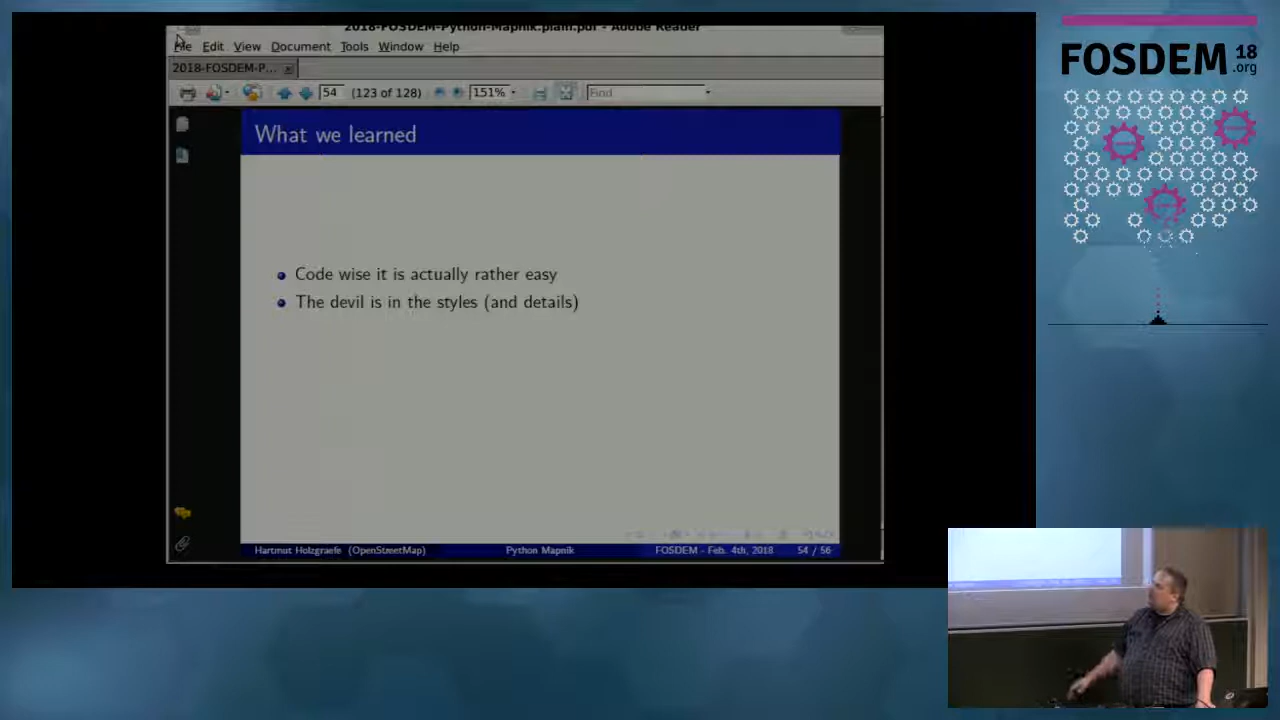 2018-FOSDEM-Python-Mapnik.plain.pdf - Adobe Reader
File Edit View Document Tools Window Help
2018-FOSDEM-P...
54 (123 of 128) 151% Find
What we learned
Code wise it is actually rather easy
The devil is in the styles (and details)
Hartmut Holzgraefe (OpenStreetMap) Python Mapnik FOSDEM - Feb. 4th, 2018 54 / 56
FOSDEM 18
.org